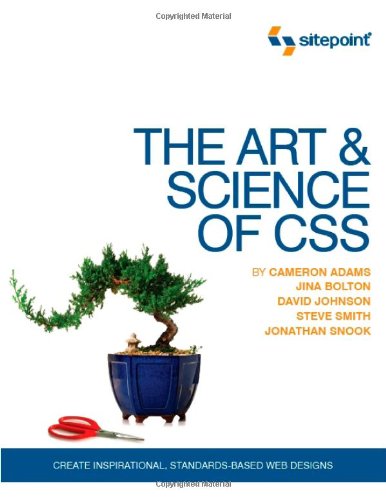 Copyrighted Material
sitepoint
THE ART &
SCIENCE
OF CSS
BY CAMERON ADAMS
JINA BOLTON
DAVID JOHNSON
STEVE SMITH
JONATHAN SNOOK
CREATE INSPIRATIONAL, STANDARDS-BASED WEB DESIGNS
Copyrighted Material